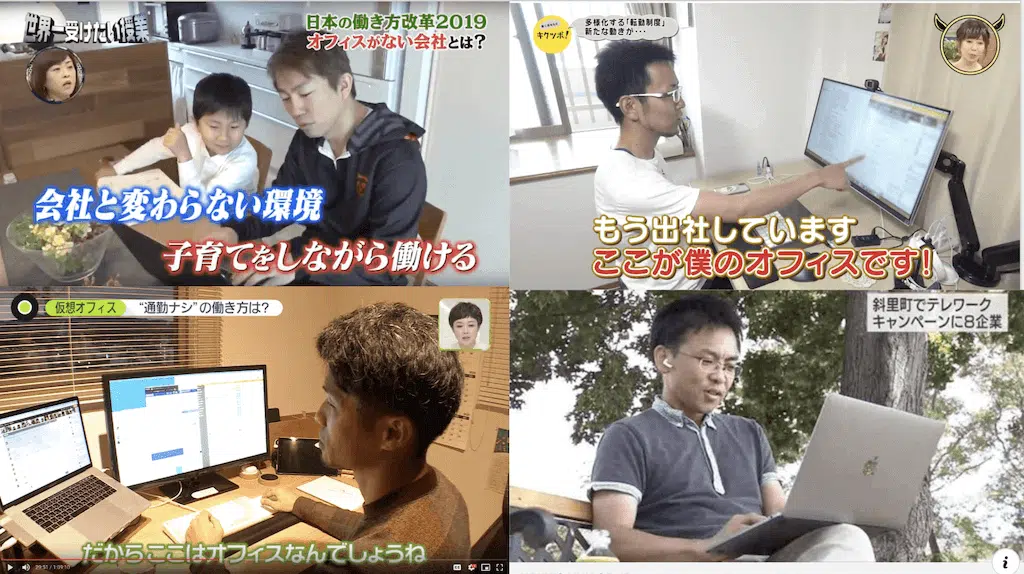 世界一受けたい授業
日本の働き方改革2019
オフィスがない会社とは?
会社と変わらない環境
子育てをしながら働ける
キクツボ!
多様化する「転勤制度」
新たな動きが・・・
もう出社しています
ここが僕のオフィスです!
仮想オフィス
“通勤ナシ”の働き方は?
だからここはオフィスなんでしょうね
斜里町でテレワーク
キャンペーンに8企業